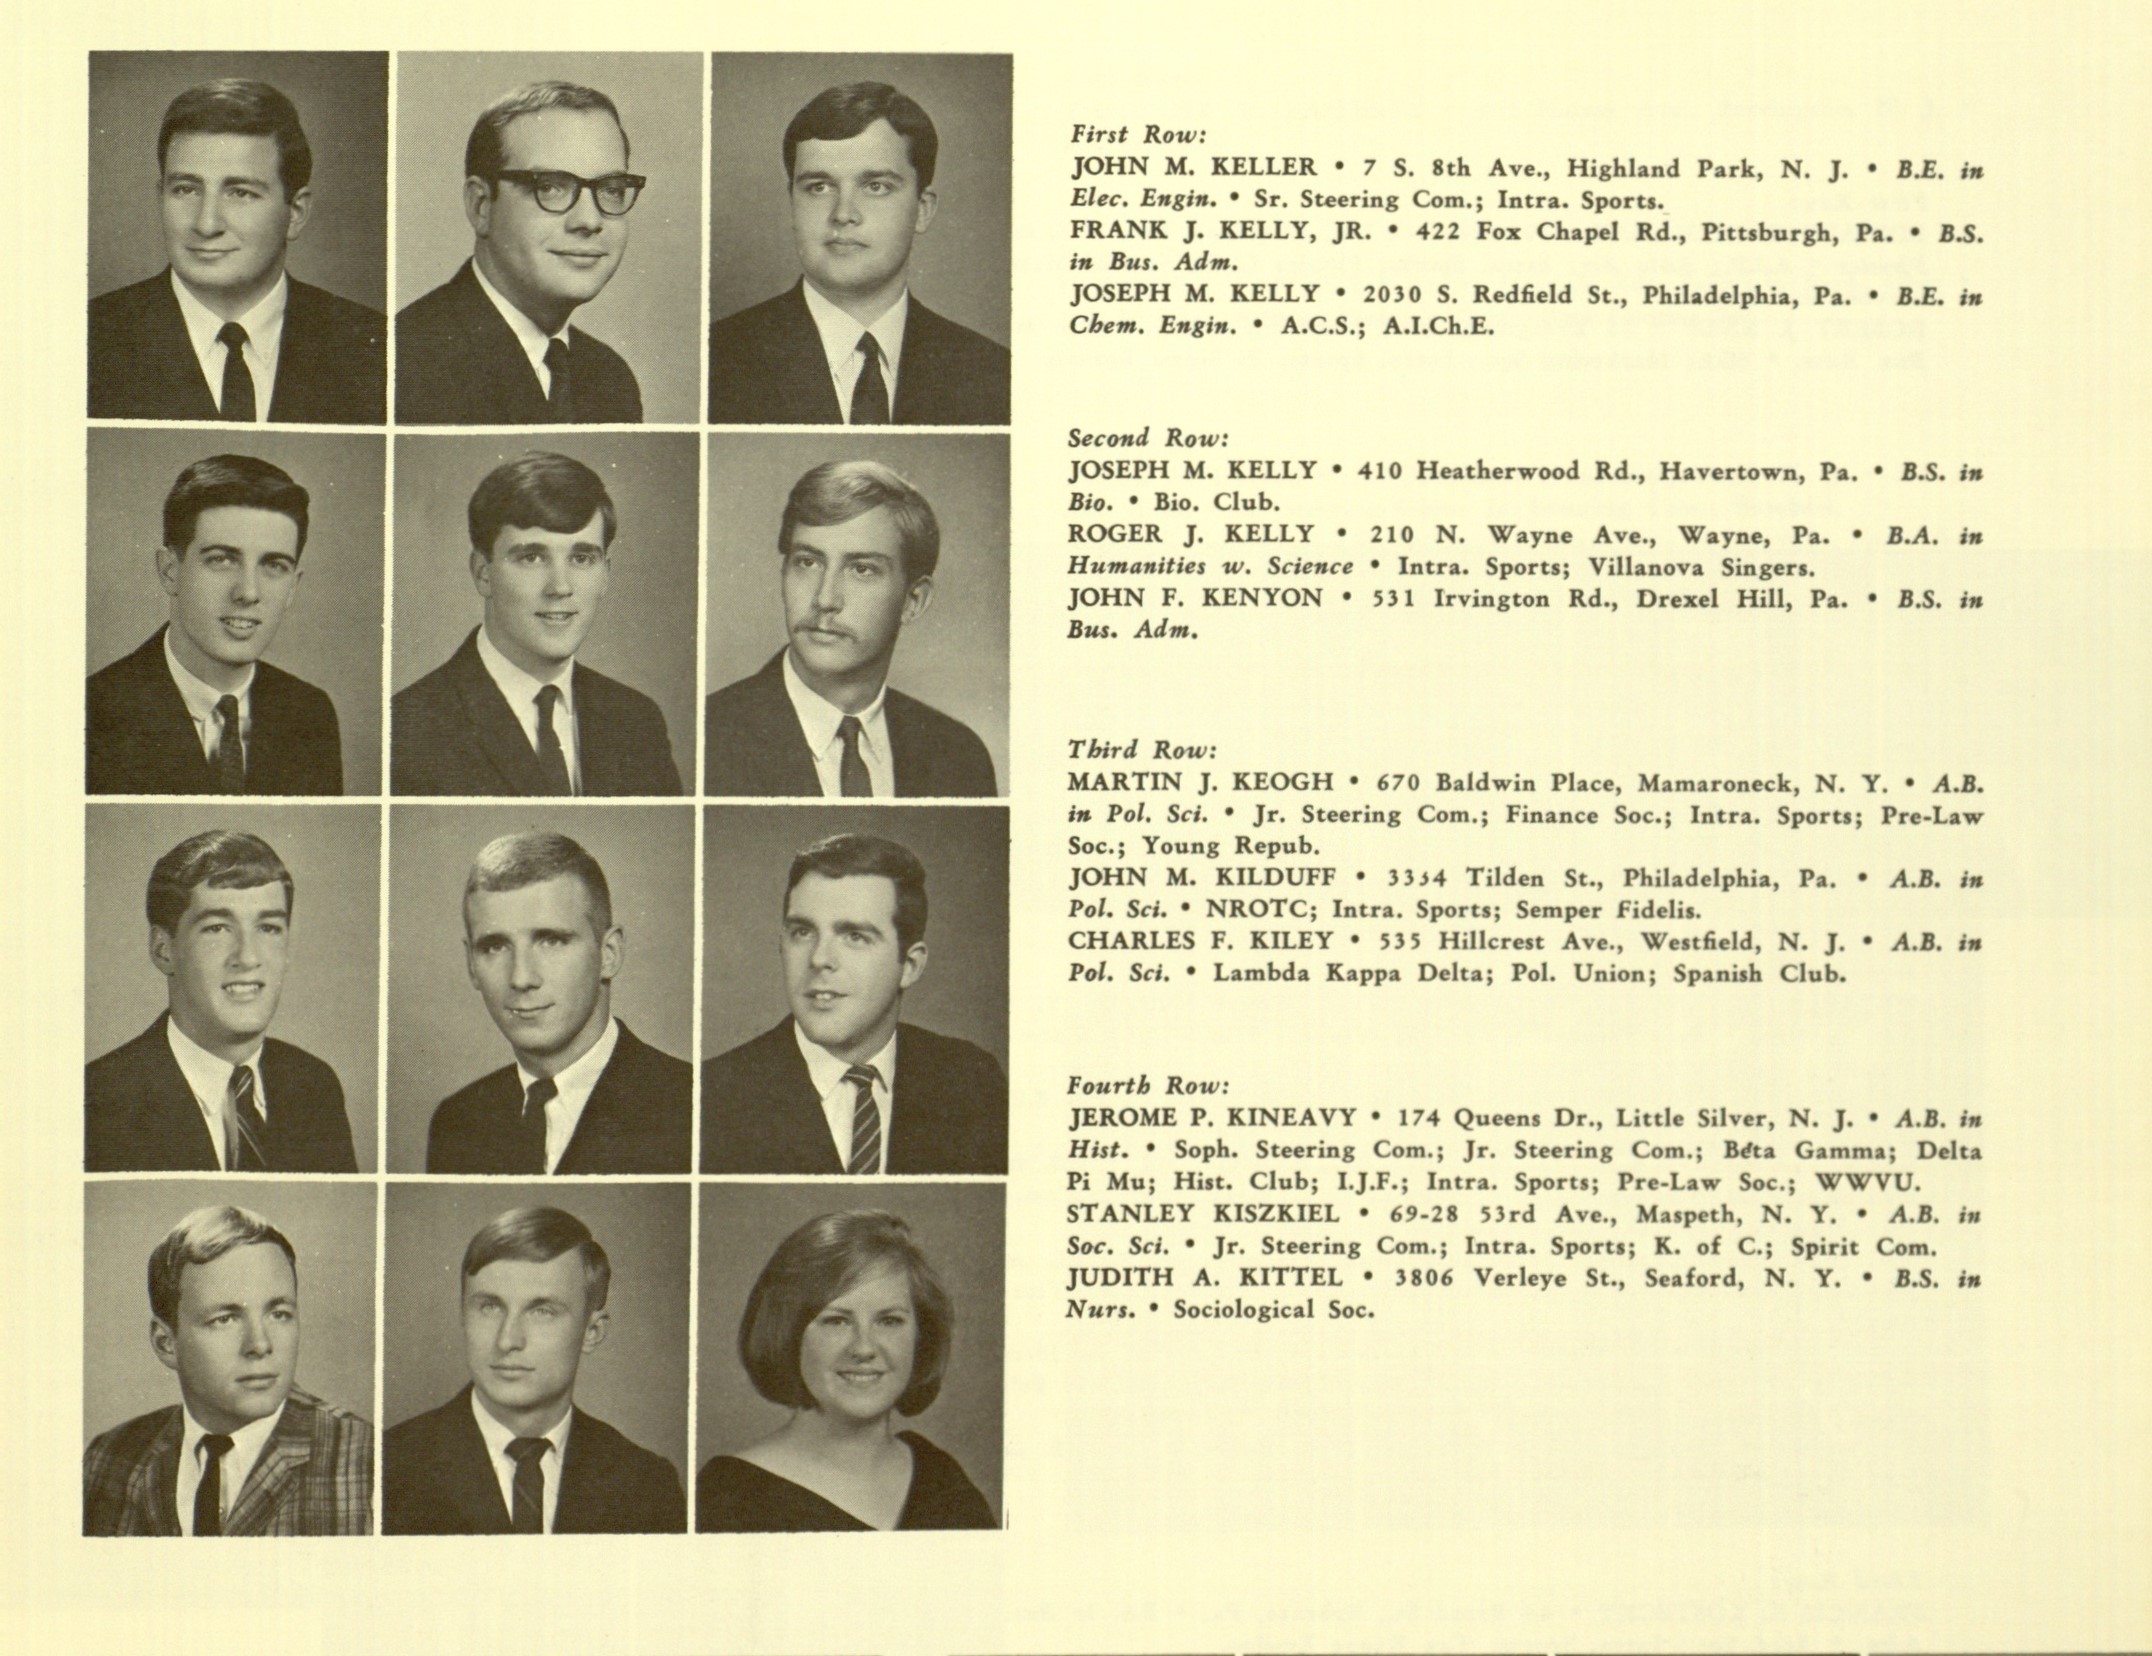 First Row:
JOHN M. KELLER • 7 S. 8th Ave., Highland Park, N. J. • B.E. in
Elec. Engin. • Sr. Steering Com.; Intra. Sports.
FRANK J. KELLY, JR. • 422 Fox Chapel Rd., Pittsburgh, Pa. • B.S.
in Bus. Adm.
JOSEPH M. KELLY • 2030 S. Redfield St., Philadelphia, Pa. • B.E. in
Chem. Engin. • A.C.S.; A.I.Ch.E.
Second Row:
JOSEPH M. KELLY • 410 Heatherwood Rd., Havertown, Pa. • B.S. in
Bio. • Bio. Club.
ROGER J. KELLY • 210 N. Wayne Ave., Wayne, Pa. • B.A. in
Humanities w. Science • Intra. Sports; Villanova Singers.
JOHN F. KENYON • 531 Irvington Rd., Drexel Hill, Pa. • B.S. in
Bus. Adm.
Third Row:
MARTIN J. KEOGH • 670 Baldwin Place, Mamaroneck, N. Y. • A.B.
in Pol. Sci. • Jr. Steering Com.; Finance Soc.; Intra. Sports; Pre-Law
Soc.; Young Repub.
JOHN M. KILDUFF • 3354 Tilden St., Philadelphia, Pa. • A.B. in
Pol. Sci. • NROTC; Intra. Sports; Semper Fidelis.
CHARLES F. KILEY • 535 Hillcrest Ave., Westfield, N. J. • A.B. in
Pol. Sci. • Lambda Kappa Delta; Pol. Union; Spanish Club.
Fourth Row:
JEROME P. KINEAVY • 174 Queens Dr., Little Silver, N. J. • A.B. in
Hist. • Soph. Steering Com.; Jr. Steering Com.; Beta Gamma; Delta
Pi Mu; Hist. Club; I.J.F.; Intra. Sports; Pre-Law Soc.; WWVU.
STANLEY KISZKIEL • 69-28 53rd Ave., Maspeth, N. Y. • A.B. in
Soc. Sci. • Jr. Steering Com.; Intra. Sports; K. of C.; Spirit Com.
JUDITH A. KITTEL • 3806 Verleye St., Seaford, N. Y. • B.S. in
Nurs. • Sociological Soc.